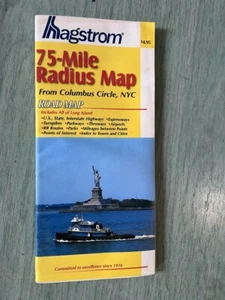 hagstrom®
$4.95
75-Mile
Radius Map
From Columbus Circle, NYC
ROAD MAP
Includes All of Long Island
•U.S., State, Interstate Highways •Expressways
•Turnpikes •Parkways •Thruways •Airports
•RR Routes •Parks •Mileages between Points
•Points of Interest •Index to Towns and Cities
Committed to excellence since 1916